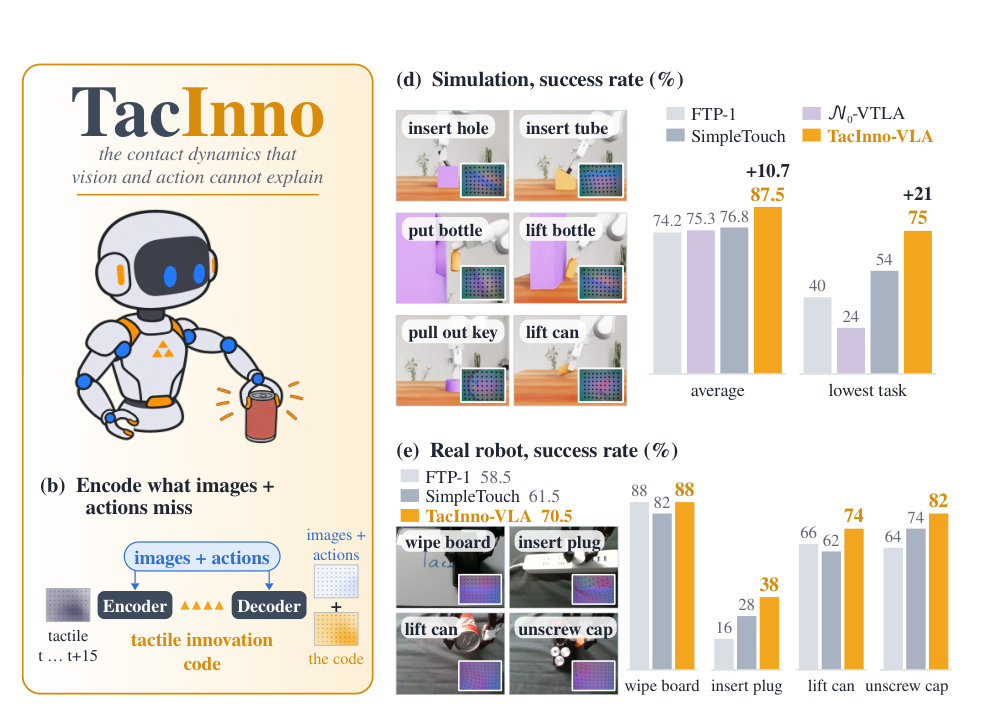 TacInno
the contact dynamics that
vision and action cannot explain
(b) Encode what images +
actions miss
images + actions
images +
actions
Encoder
Decoder
+
tactile
t … t+15
tactile innovation
code
the code
(d) Simulation, success rate (%)
insert hole
insert tube
put bottle
lift bottle
pull out key
lift can
FTP-1
𝒩0-VTLA
SimpleTouch
TacInno-VLA
+10.7
87.5
74.2 75.3 76.8
+21
75
40
24
54
average
lowest task
(e) Real robot, success rate (%)
FTP-1 58.5
SimpleTouch 61.5
TacInno-VLA 70.5
wipe board
insert plug
lift can
unscrew cap
88 82 88
16 28 38
66 62 74
64 74 82
wipe board insert plug lift can unscrew cap